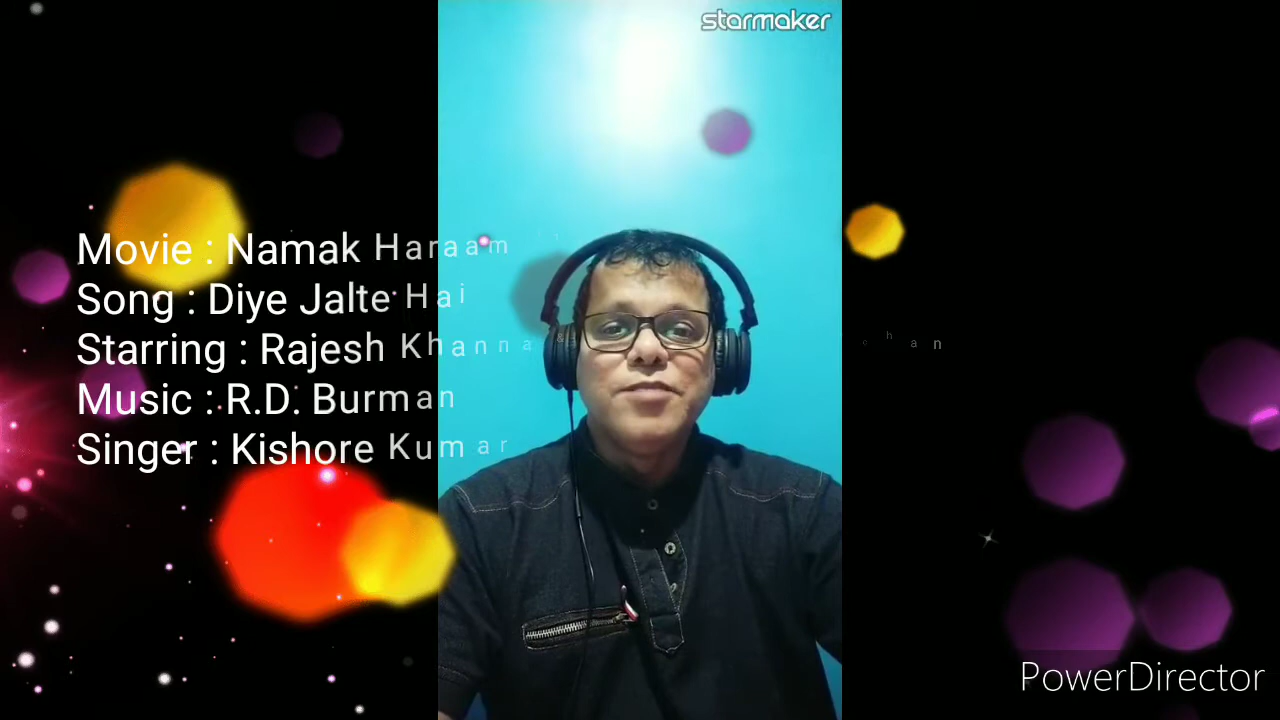 starmaker
Movie : Namak Haraam
Song : Diye Jalte Hai
Starring : Rajesh Khanna &
Music : R.D. Burman
Singer : Kishore Kumar
PowerDirector